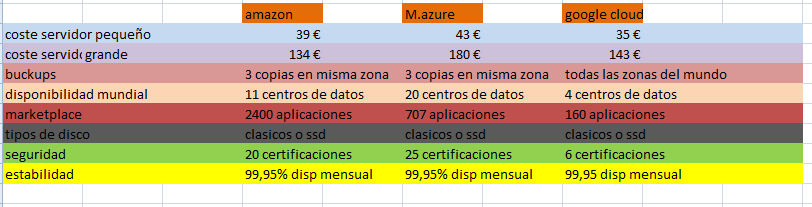 amazon M.azure google cloud
coste servidor pequeño 39 € 43 € 35 €
coste servidc grande 134 € 180 € 143 €
buckups 3 copias en misma zona 3 copias en misma zona todas las zonas del mundo
disponibilidad mundial 11 centros de datos 20 centros de datos 4 centros de datos
marketplace 2400 aplicaciones 707 aplicaciones 160 aplicaciones
tipos de disco clasicos o ssd clasicos o ssd clasicos o ssd
seguridad 20 certificaciones 25 certificaciones 6 certificaciones
estabilidad 99,95% disp mensual 99,95% disp mensual 99,95 disp mensual